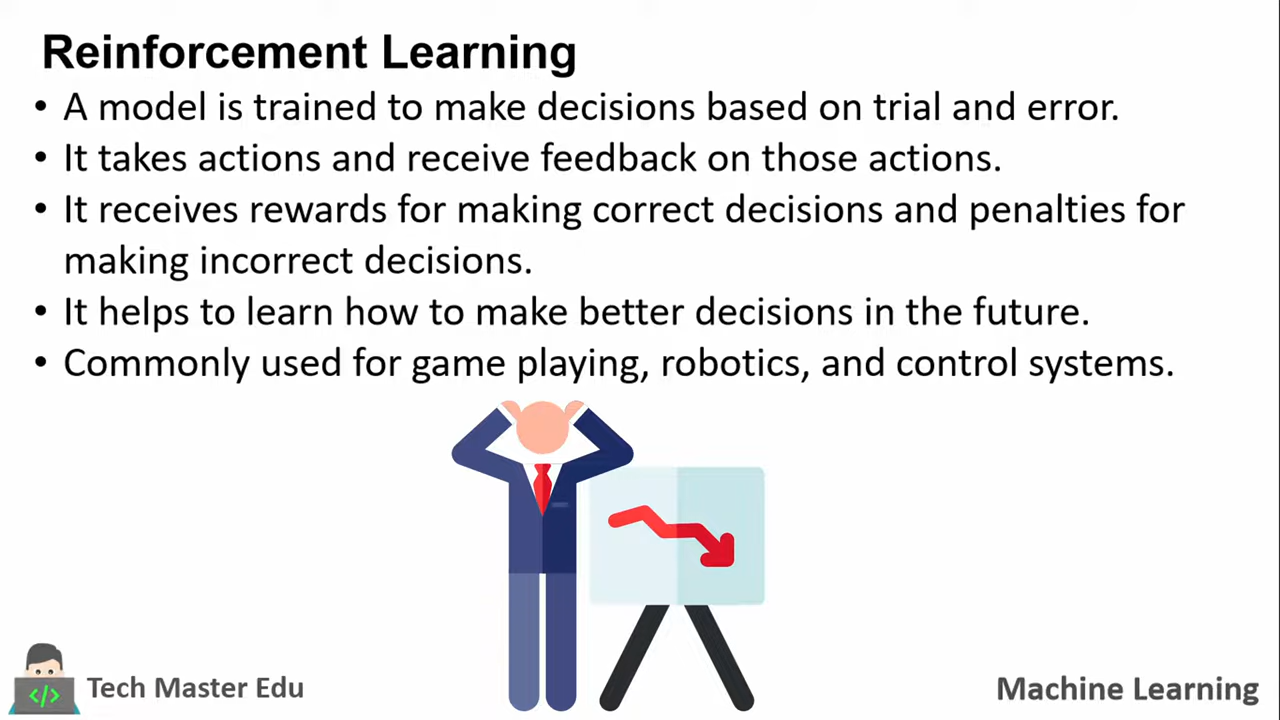 Reinforcement Learning
• A model is trained to make decisions based on trial and error.
• It takes actions and receive feedback on those actions.
• It receives rewards for making correct decisions and penalties for
making incorrect decisions.
• It helps to learn how to make better decisions in the future.
• Commonly used for game playing, robotics, and control systems.
</>
Tech Master Edu
Machine Learning